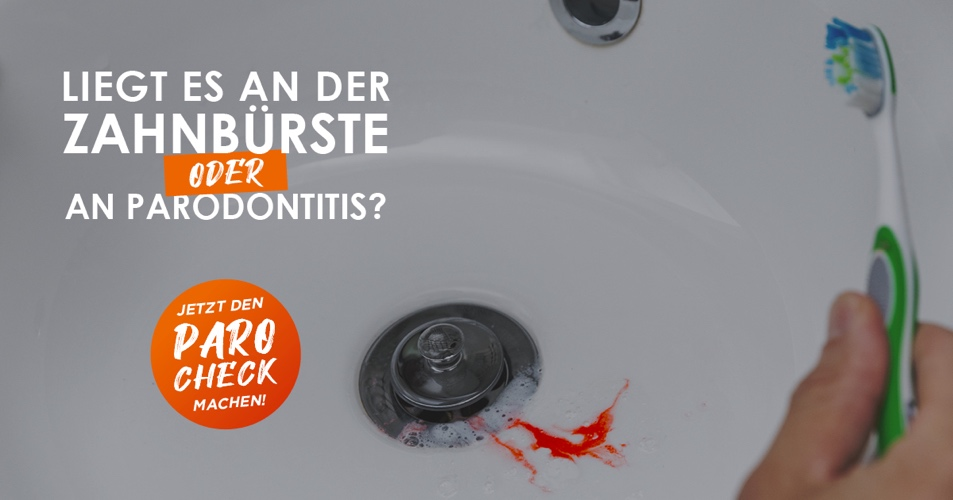 LIEGT ES AN DER
ZAHNBÜRSTE
ODER
AN PARODONTITIS?
JETZT DEN
PARO
CHECK
MACHEN!